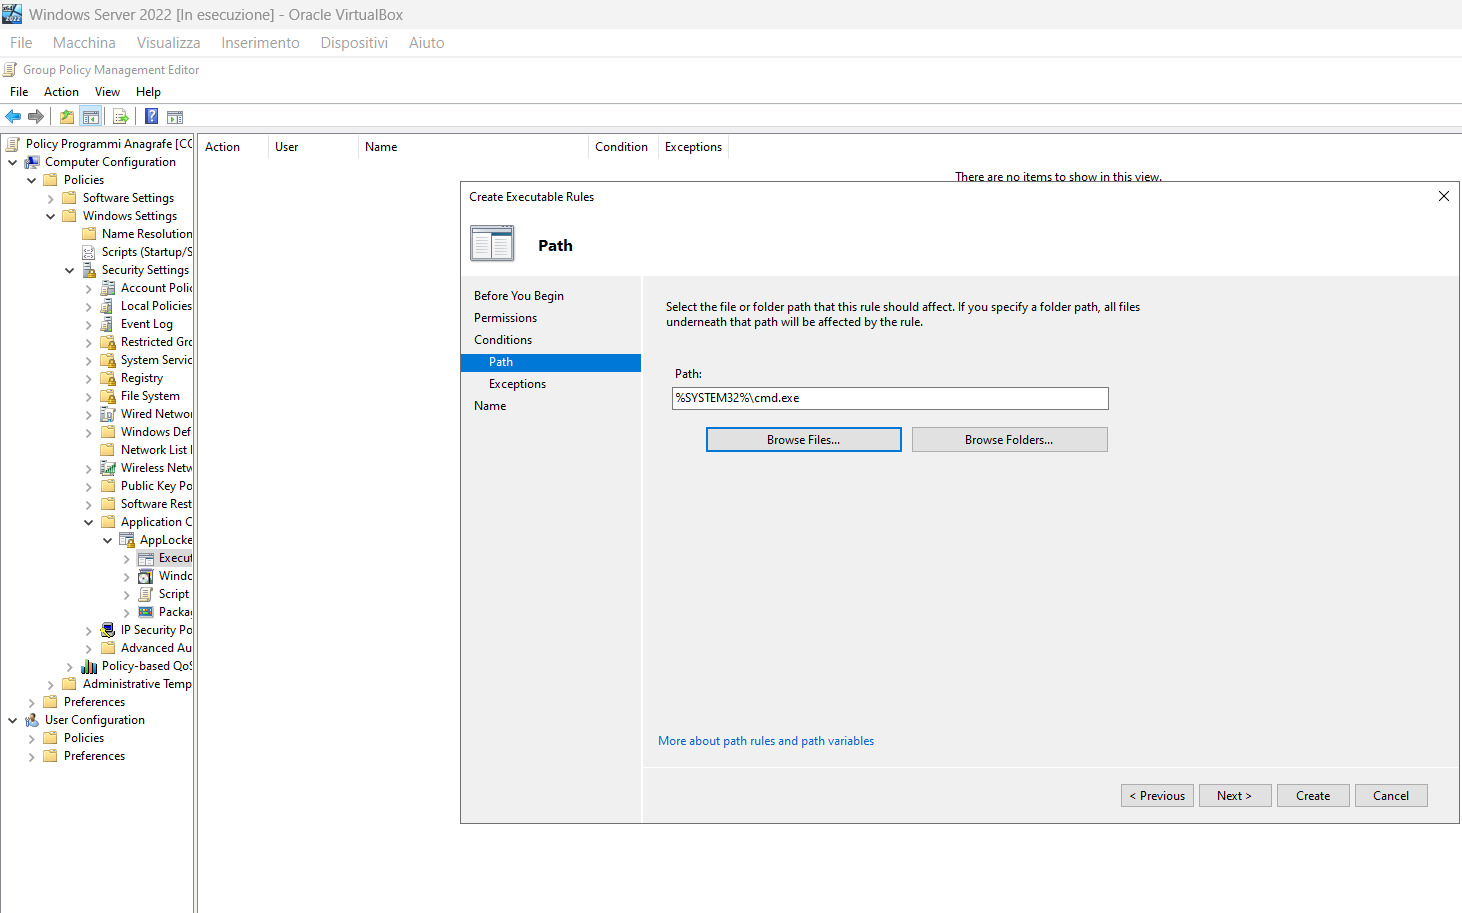 Windows Server 2022 [In esecuzione] - Oracle VirtualBox
File Macchina Visualizza Inserimento Dispositivi Aiuto
Group Policy Management Editor
File Action View Help
Policy Programmi Anagrafe [CO
Computer Configuration
Policies
Software Settings
Windows Settings
Name Resolution
Scripts (Startup/S
Security Settings
Account Polic
Local Policies
Event Log
Restricted Gro
System Servic
Registry
File System
Wired Networ
Windows Def
Network List
Wireless Netw
Public Key Po
Software Rest
Application C
AppLocke
Execut
Windo
Script
Packa
IP Security Po
Advanced Au
Policy-based QoS
Administrative Temp
Preferences
User Configuration
Policies
Preferences
Action User Name Condition Exceptions
There are no items to show in this view.
Create Executable Rules
Path
Before You Begin
Permissions
Conditions
Path
Exceptions
Name
Select the file or folder path that this rule should affect. If you specify a folder path, all files
underneath that path will be affected by the rule.
Path:
%SYSTEM32%\cmd.exe
Browse Files... Browse Folders...
More about path rules and path variables
< Previous Next > Create Cancel